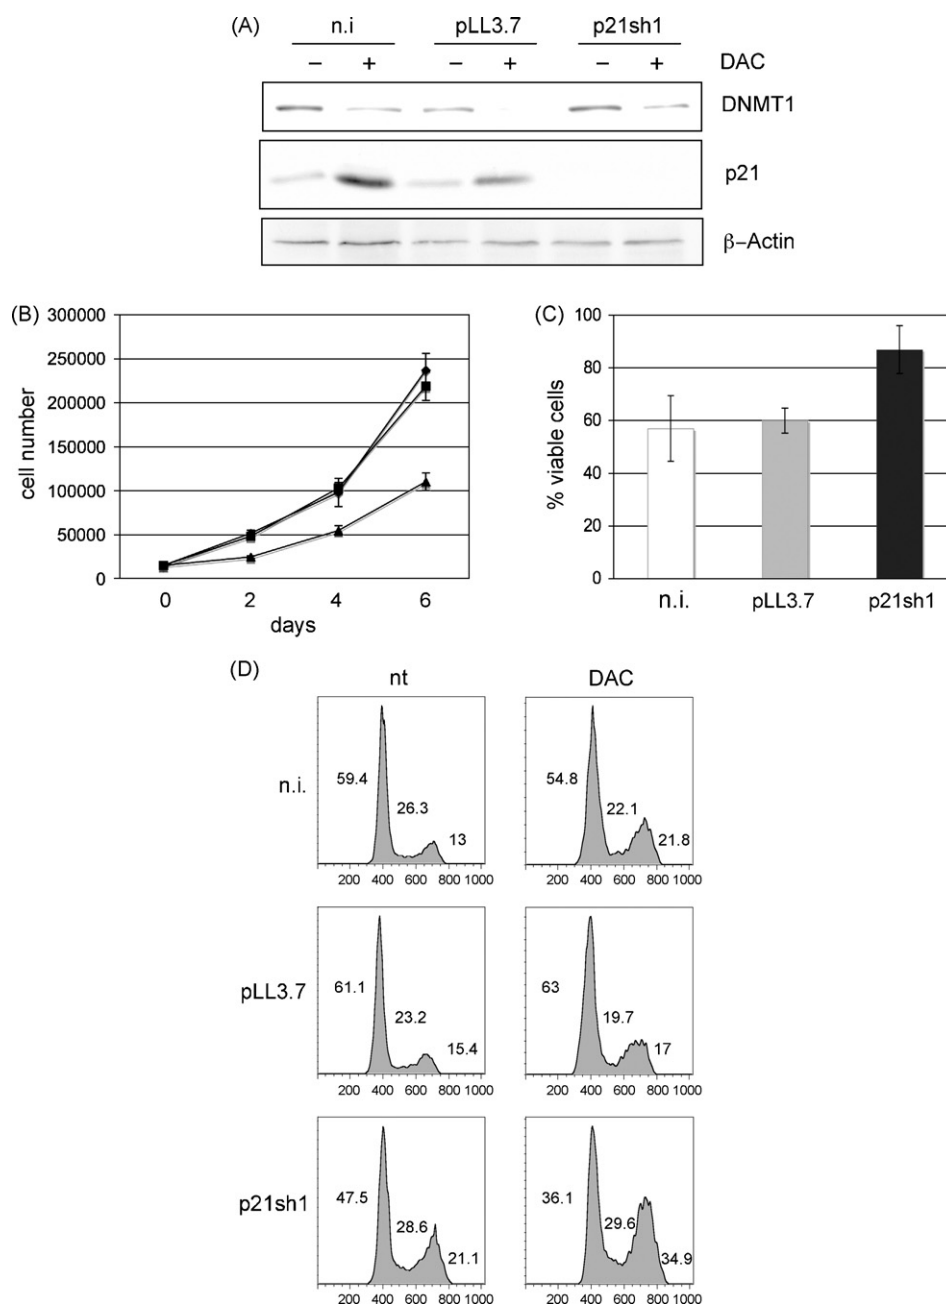 (A) n.i pLL3.7 p21sh1
– + – + – + DAC
DNMT1
p21
β–Actin
(B)
300000
250000
200000
150000
100000
50000
0
cell number
0 2 4 6
days
(C)
100
80
60
40
20
0
% viable cells
n.i. pLL3.7 p21sh1
(D) nt DAC
n.i.
59.4 26.3 13
200 400 600 800 1000
54.8 22.1 21.8
200 400 600 800 1000
pLL3.7
61.1 23.2 15.4
200 400 600 800 1000
63 19.7 17
200 400 600 800 1000
p21sh1
47.5 28.6 21.1
200 400 600 800 1000
36.1 29.6 34.9
200 400 600 800 1000